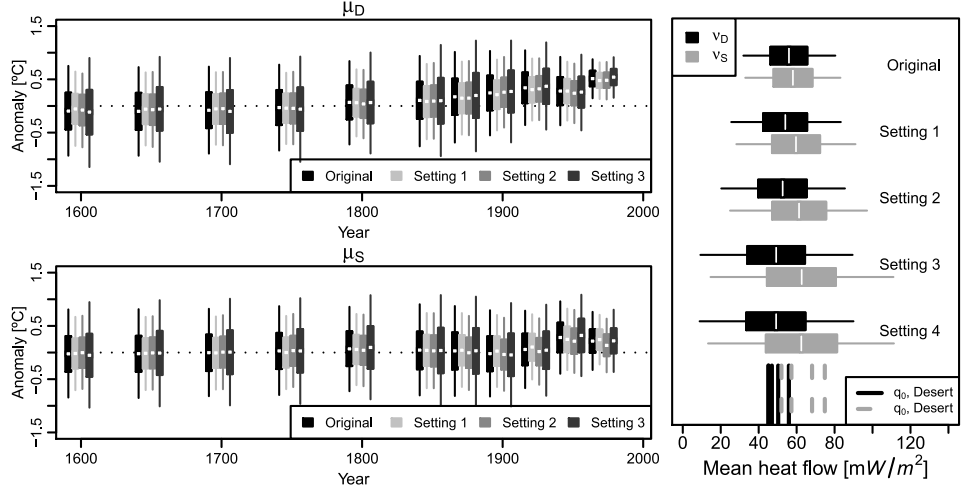 μD
Anomaly [ºC]
1.5
0.5
−0.5
−1.5
Original Setting 1 Setting 2 Setting 3
1600 1700 1800 1900 2000
Year
μS
Anomaly [ºC]
1.5
0.5
−0.5
−1.5
Original Setting 1 Setting 2 Setting 3
1600 1700 1800 1900 2000
Year
νD
νS
Original
Setting 1
Setting 2
Setting 3
Setting 4
q0, Desert
q0, Desert
0 20 40 60 80 120
Mean heat flow [mW/m²]